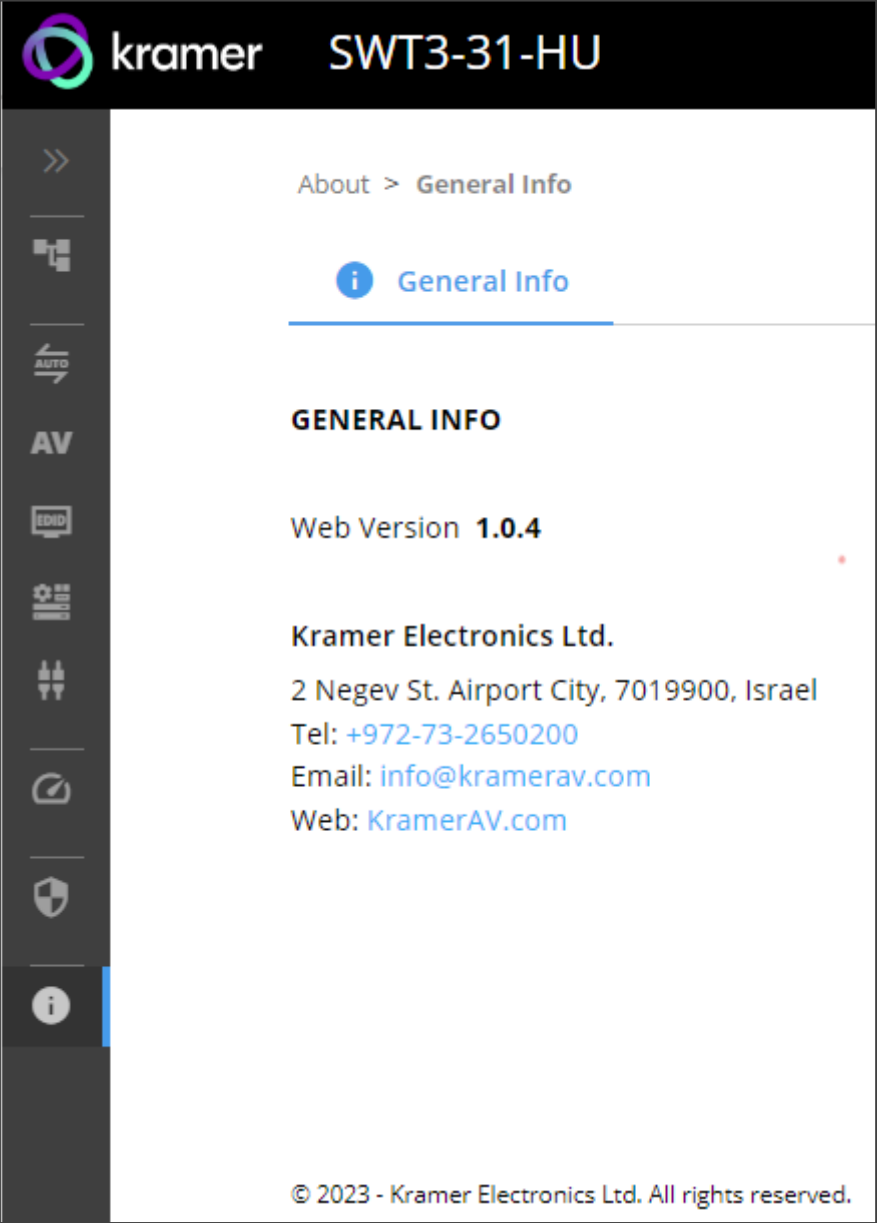 kramer SWT3-31-HU
About > General Info
General Info
AUTO
GENERAL INFO
AV
EDID
Web Version 1.0.4
Kramer Electronics Ltd.
2 Negev St. Airport City, 7019900, Israel
Tel: +972-73-2650200
Email: info@kramerav.com
Web: KramerAV.com
© 2023 - Kramer Electronics Ltd. All rights reserved.